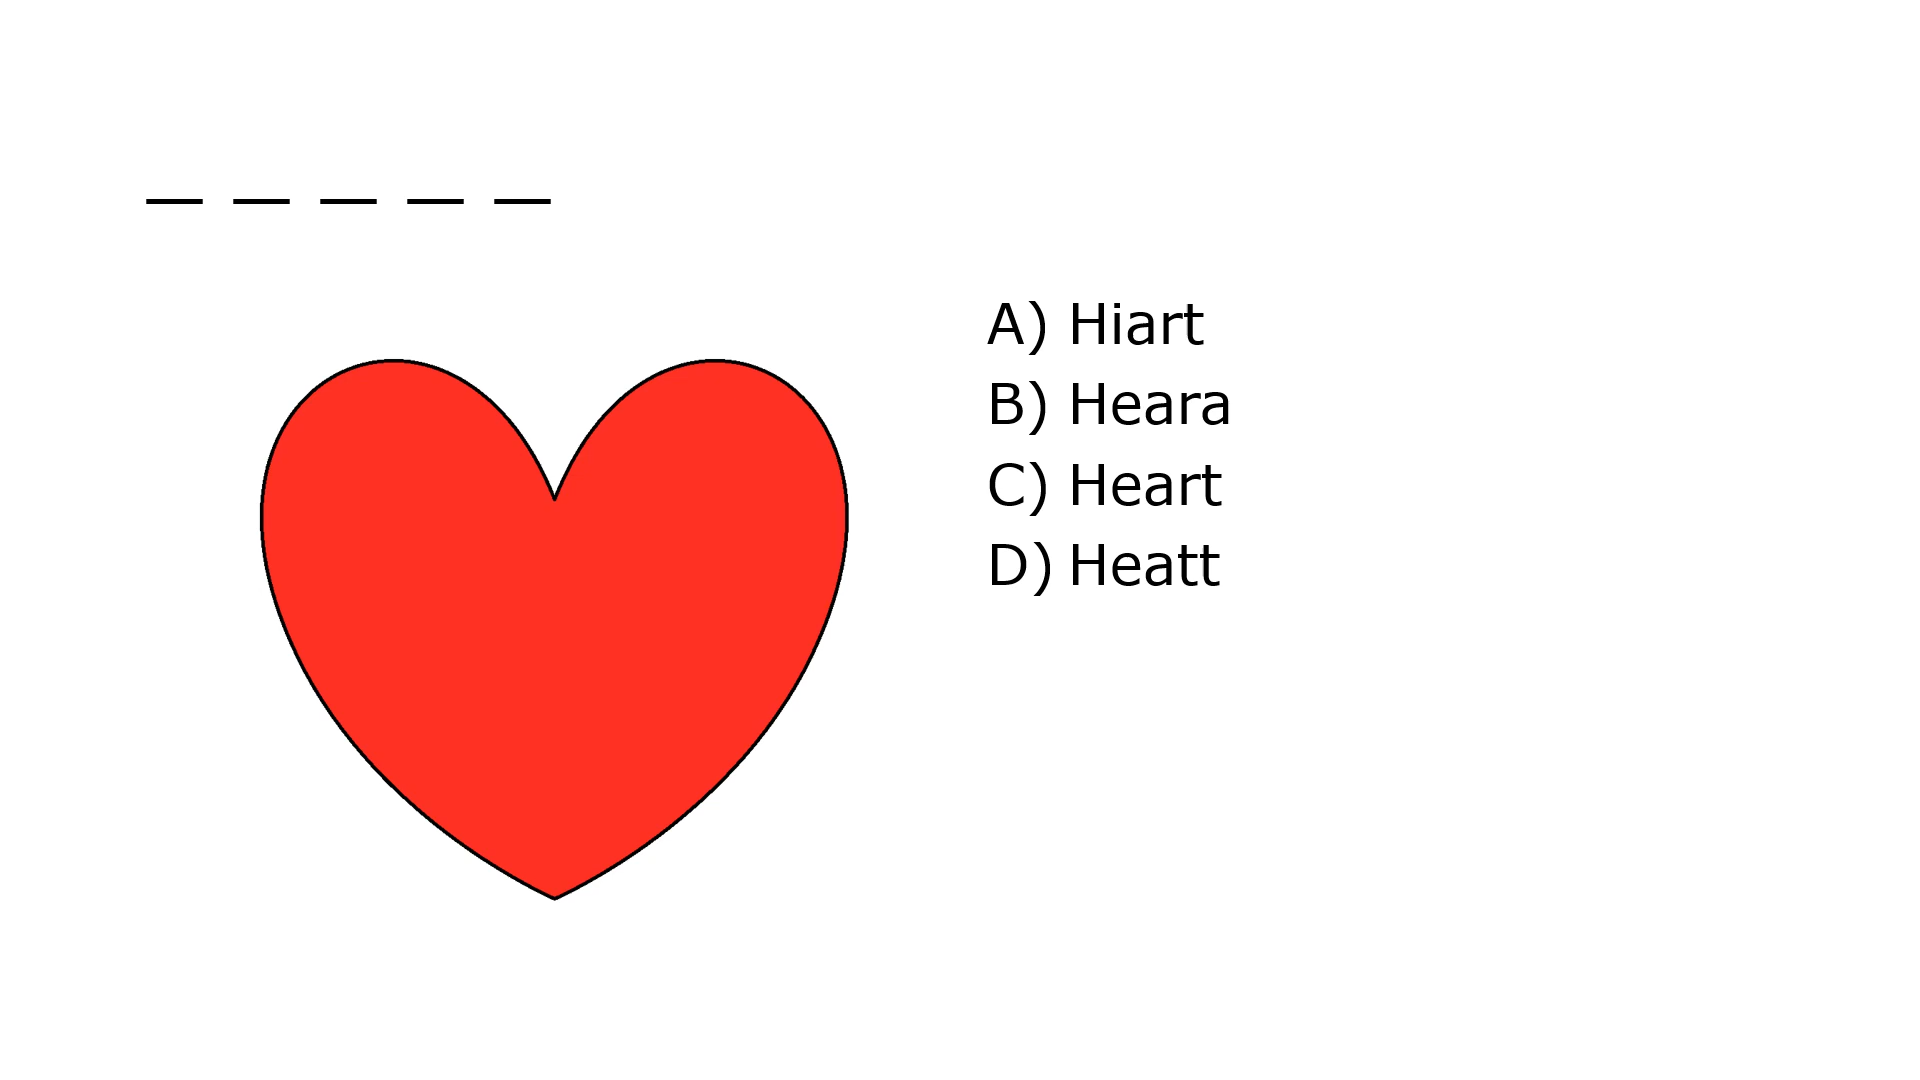 _ _ _ _ _
A) Hiart
B) Heara
C) Heart
D) Heatt